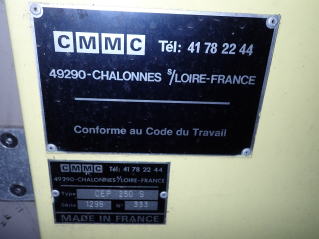 CMMC Tél: 41 78 22 44
49290-CHALONNES S/LOIRE-FRANCE
Conforme au Code du Travail
CMMC Tél: 41 78 22 44
49290-CHALONNES S/LOIRE-FRANCE
Type CEP 250 S
Série 1299 N° 333
MADE IN FRANCE